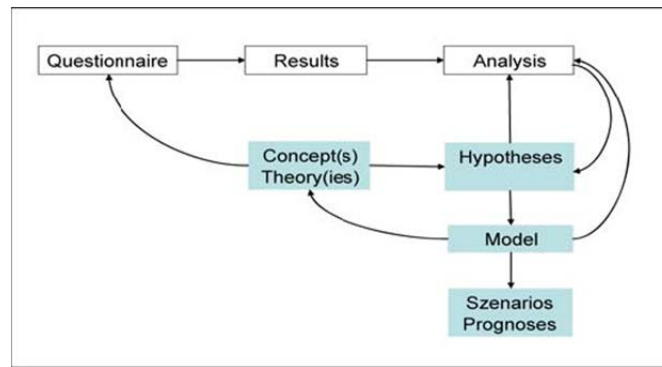 Questionnaire
Results
Analysis
Concept(s)
Theory(ies)
Hypotheses
Model
Szenarios
Prognoses